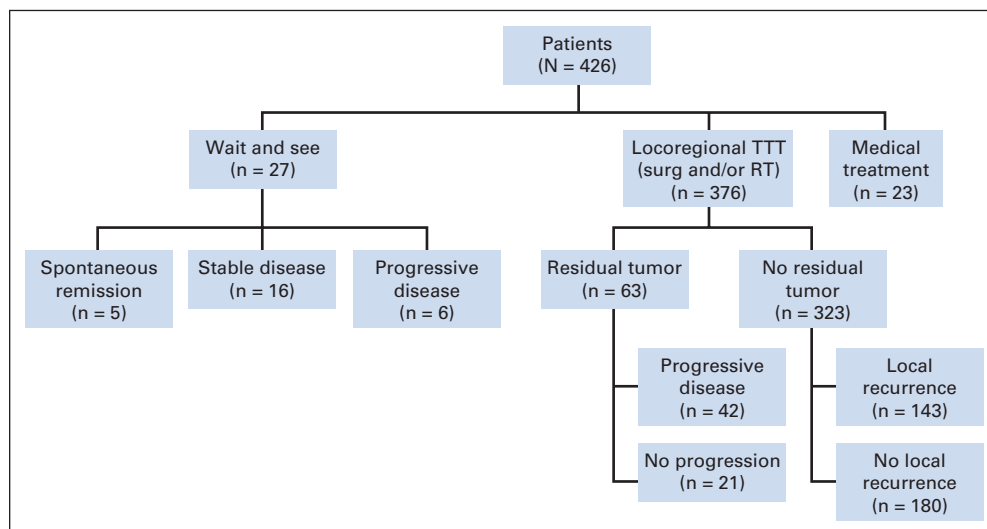 Patients
(N = 426)
Wait and see
(n = 27)
Locoregional TTT
(surg and/or RT)
n = 376)
Medical
treatment
(n = 23)
Spontaneous
remission
(n = 5)
Stable disease
(n = 16)
Progressive
disease
(n = 6)
Residual tumor
(n = 63)
No residual
tumor
(n = 323)
Progressive
disease
(n = 42)
Local
recurrence
(n = 143)
No progression
(n = 21)
No local
recurrence
(n = 180)